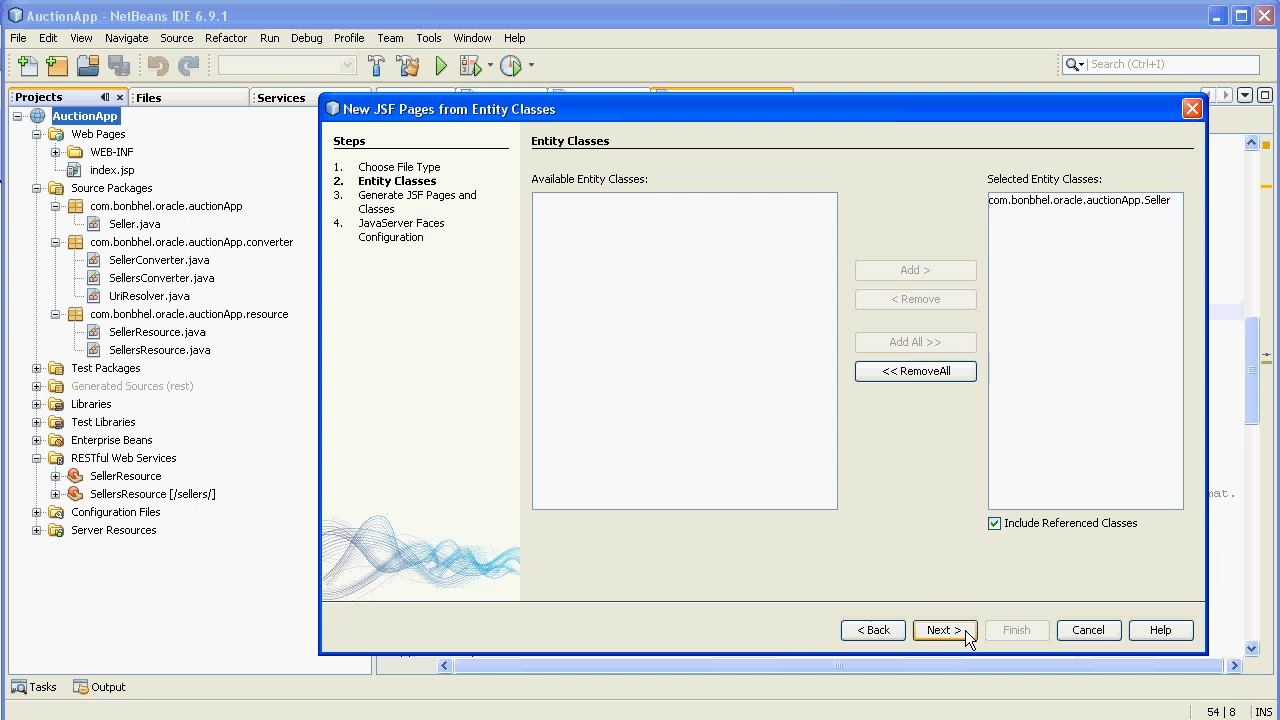 AuctionApp - NetBeans IDE 6.9.1
File Edit View Navigate Source Refactor Run Debug Profile Team Tools Window Help
Search (Ctrl+I)
Projects Files Services
AuctionApp
Web Pages
WEB-INF
index.jsp
Source Packages
com.bonbhel.oracle.auctionApp
Seller.java
com.bonbhel.oracle.auctionApp.converter
SellerConverter.java
SellersConverter.java
UriResolver.java
com.bonbhel.oracle.auctionApp.resource
SellerResource.java
SellersResource.java
Test Packages
Generated Sources (rest)
Libraries
Test Libraries
Enterprise Beans
RESTful Web Services
SellerResource
SellersResource [/sellers/]
Configuration Files
Server Resources
New JSF Pages from Entity Classes
Steps
1. Choose File Type
2. Entity Classes
3. Generate JSF Pages and
Classes
4. JavaServer Faces
Configuration
Entity Classes
Available Entity Classes:
Add >
< Remove
Add All >>
<< RemoveAll
Selected Entity Classes:
com.bonbhel.oracle.auctionApp.Seller
Include Referenced Classes
mat.
< Back Next > Finish Cancel Help
Tasks Output
54 | 8 INS